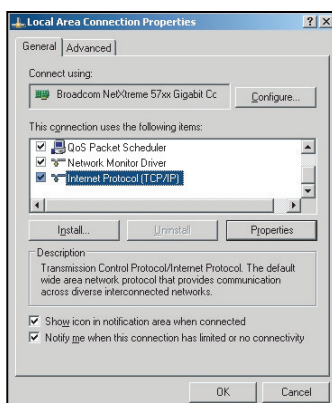 Local Area Connection Properties
General Advanced
Connect using:
Broadcom NetXtreme 57xx Gigabit Cc
Configure...
This connection uses the following items:
QoS Packet Scheduler
Network Monitor Driver
Internet Protocol (TCP/IP)
Install... Uninstall Properties
Description
Transmission Control Protocol/Internet Protocol. The default
wide area network protocol that provides communication
across diverse interconnected networks.
Show icon in notification area when connected
Notify me when this connection has limited or no connectivity
OK Cancel